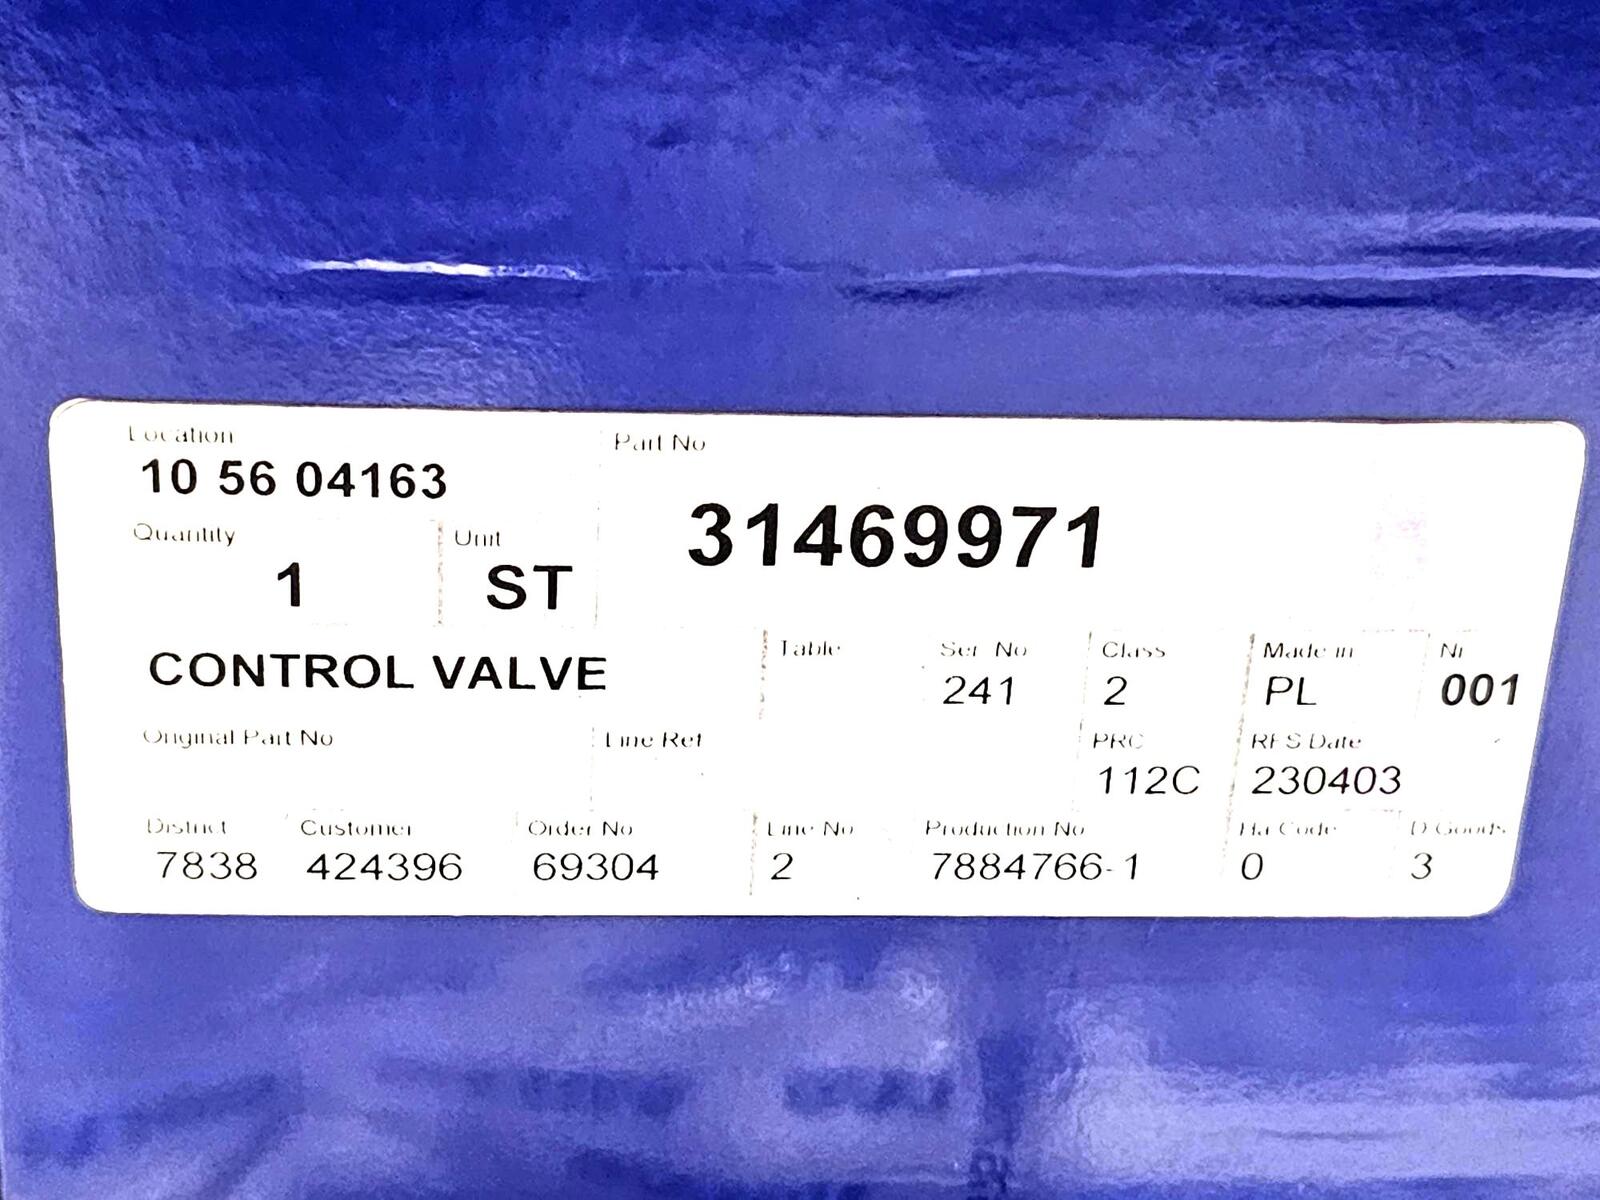 Location
Part No
10 56 04163
31469971
Quantity
Unit
1
ST
CONTROL VALVE
Table
Ser No
Class
Made in
Nr
241
2
PL
001
Original Part No
Line Ref
PRC
RFS Date
112C
230403
District
Customer
Order No
Line No
Production No
Ha Code
D Goods
7838
424396
69304
2
7884766-1
0
3